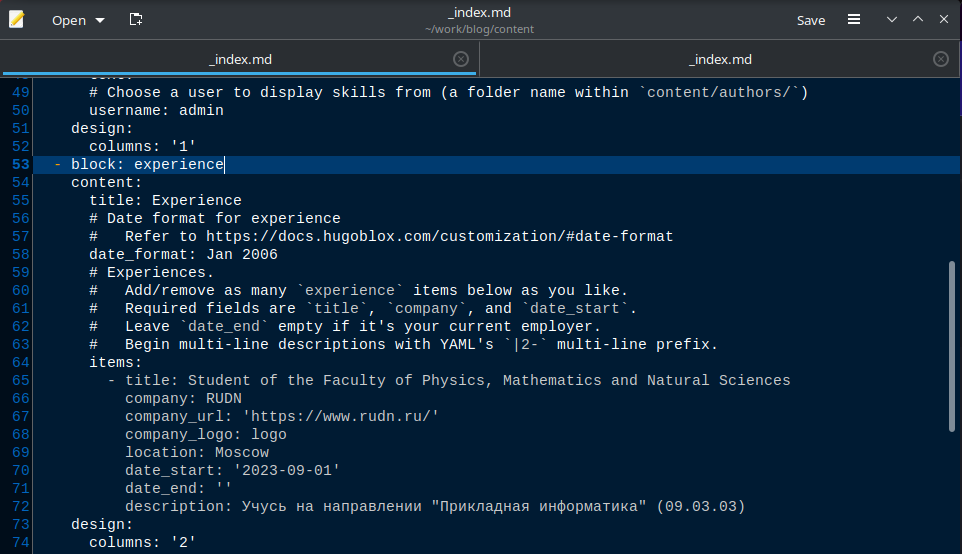 Open
_index.md
~/work/blog/content
Save
_index.md
_index.md
49 # Choose a user to display skills from (a folder name within `content/authors/`)
50 username: admin
51 design:
52 columns: '1'
53 - block: experience
54 content:
55 title: Experience
56 # Date format for experience
57 #   Refer to https://docs.hugoblox.com/customization/#date-format
58 date_format: Jan 2006
59 # Experiences.
60 #   Add/remove as many `experience` items below as you like.
61 #   Required fields are `title`, `company`, and `date_start`.
62 #   Leave `date_end` empty if it's your current employer.
63 #   Begin multi-line descriptions with YAML's `|2-` multi-line prefix.
64 items:
65 - title: Student of the Faculty of Physics, Mathematics and Natural Sciences
66 company: RUDN
67 company_url: 'https://www.rudn.ru/'
68 company_logo: logo
69 location: Moscow
70 date_start: '2023-09-01'
71 date_end: ''
72 description: Учусь на направлении "Прикладная информатика" (09.03.03)
73 design:
74 columns: '2'